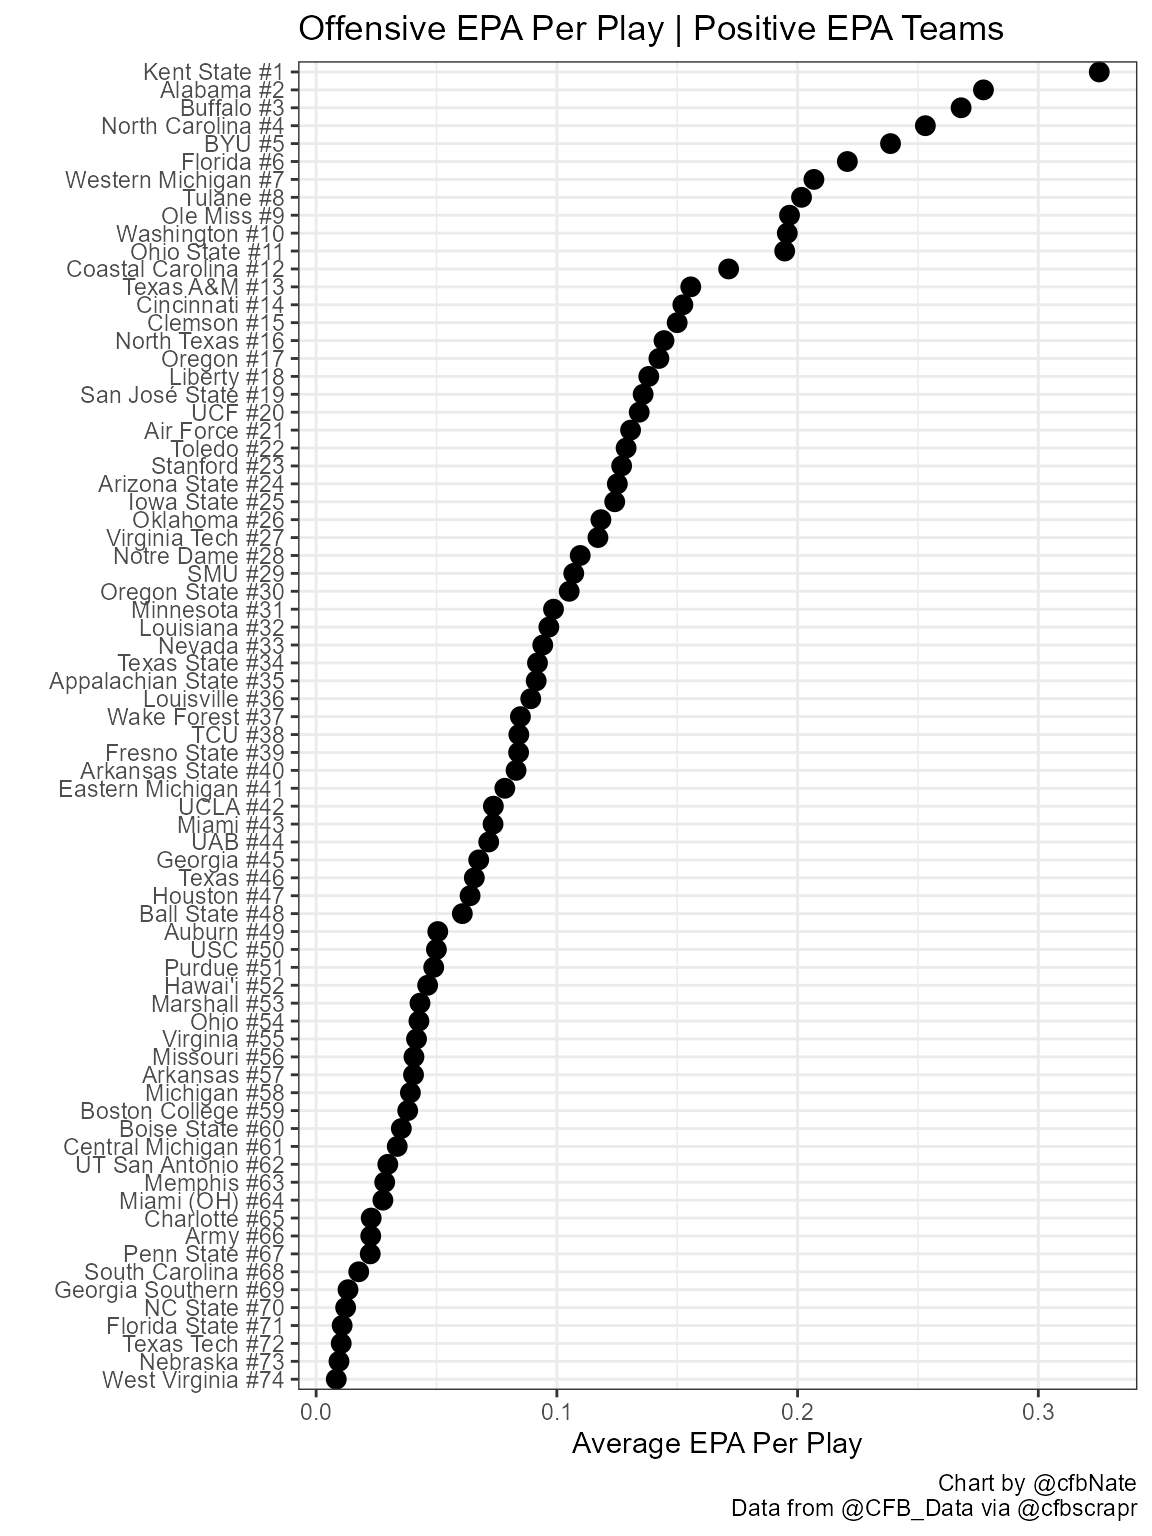 Offensive EPA Per Play | Positive EPA Teams
Kent State #1
Alabama #2
Buffalo #3
North Carolina #4
BYU #5
Florida #6
Western Michigan #7
Tulane #8
Ole Miss #9
Washington #10
Ohio State #11
Coastal Carolina #12
Texas A&M #13
Cincinnati #14
Clemson #15
North Texas #16
Oregon #17
Liberty #18
San José State #19
UCF #20
Air Force #21
Toledo #22
Stanford #23
Arizona State #24
Iowa State #25
Oklahoma #26
Virginia Tech #27
Notre Dame #28
SMU #29
Oregon State #30
Minnesota #31
Louisiana #32
Nevada #33
Texas State #34
Appalachian State #35
Louisville #36
Wake Forest #37
TCU #38
Fresno State #39
Arkansas State #40
Eastern Michigan #41
UCLA #42
Miami #43
UAB #44
Georgia #45
Texas #46
Houston #47
Ball State #48
Auburn #49
USC #50
Purdue #51
Hawai'i #52
Marshall #53
Ohio #54
Virginia #55
Missouri #56
Arkansas #57
Michigan #58
Boston College #59
Boise State #60
Central Michigan #61
UT San Antonio #62
Memphis #63
Miami (OH) #64
Charlotte #65
Army #66
Penn State #67
South Carolina #68
Georgia Southern #69
NC State #70
Florida State #71
Texas Tech #72
Nebraska #73
West Virginia #74
0.0 0.1 0.2 0.3
Average EPA Per Play
Chart by @cfbNate
Data from @CFB_Data via @cfbscrapr